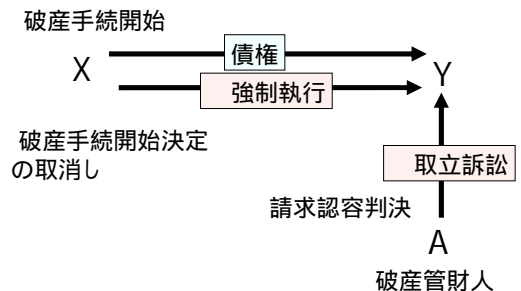 破産手続開始
債権
X
Y
強制執行
破産手続開始決定
の取消し
取立訴訟
請求認容判決
A
破産管財人